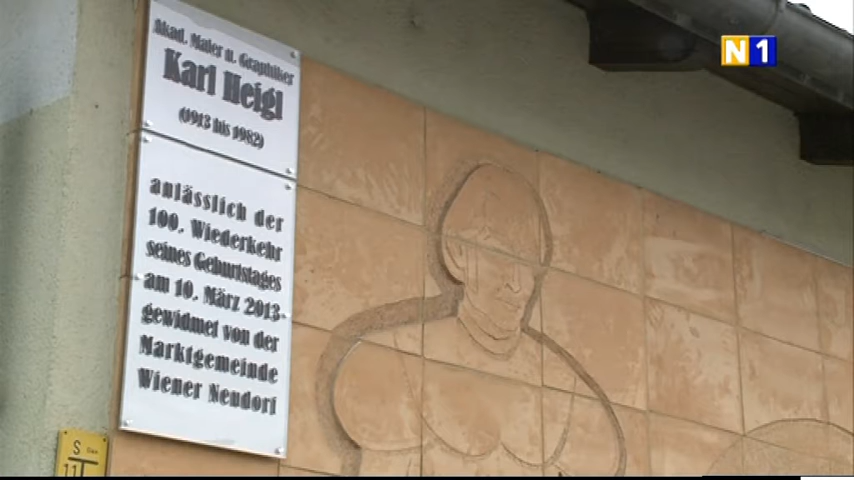 Akad. Maler u. Graphiker
Karl Heigl
(1913 bis 1982)
anlässlich der
100. Wiederkehr
seines Geburtstages
am 10. März 2013
gewidmet von der
Marktgemeinde
Wiener Neudorf
N1
S
11